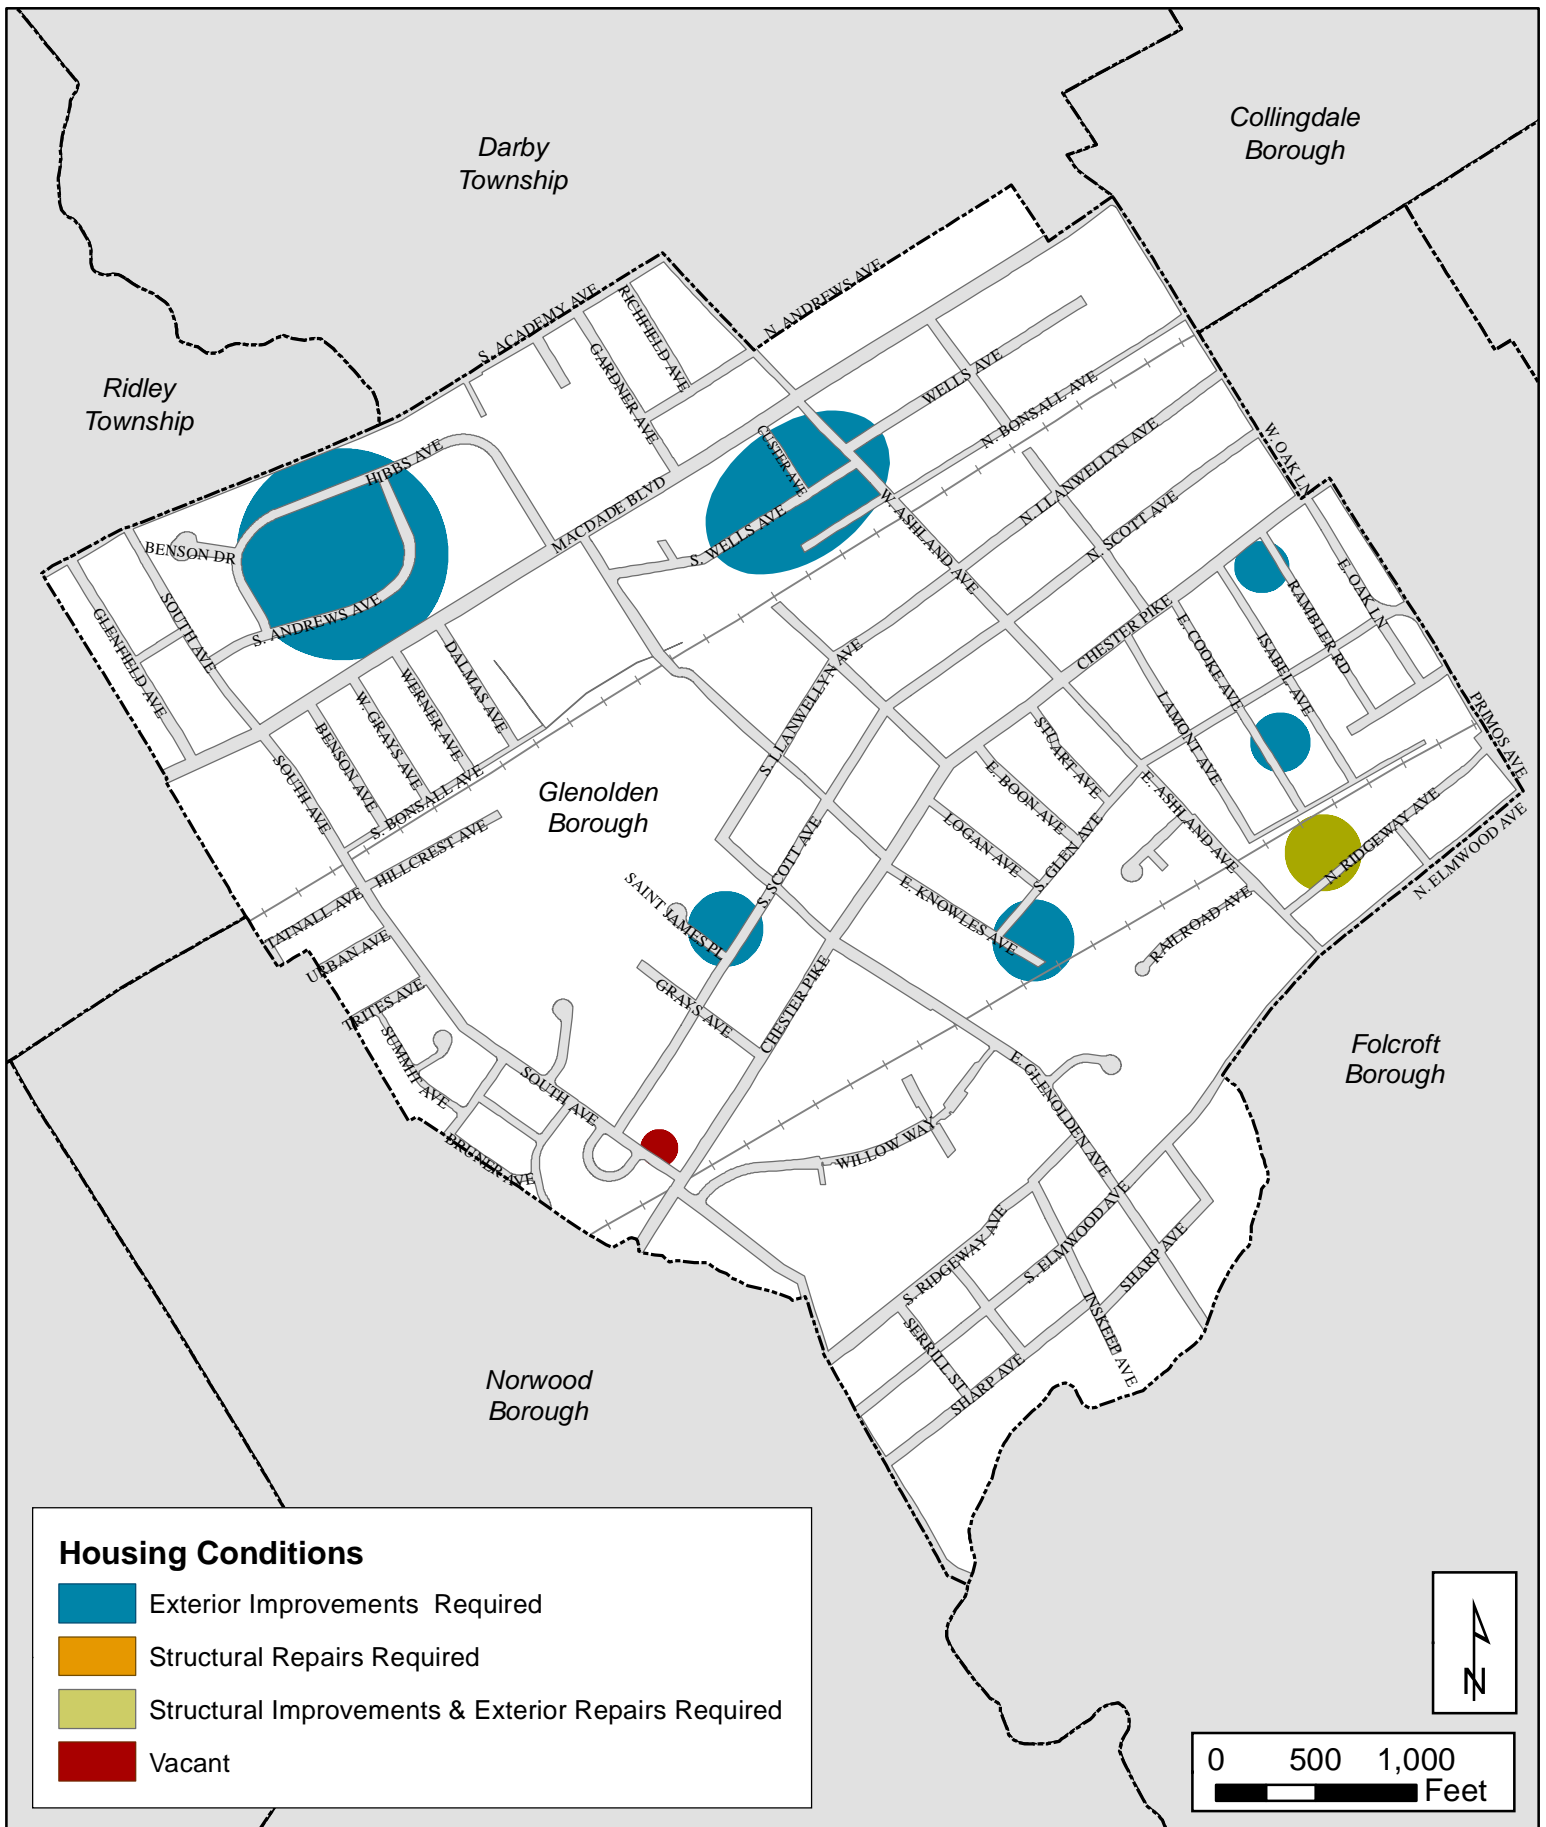 Darby
Township
Collingdale
Borough
Ridley
Township
S. ACADEMY AVE
RICHFIELD AVE
GARDNER AVE
N. ANDREWS AVE
WELLS AVE
N. BONSALL AVE
HIBBS AVE
CUSTER AVE
W. OAK LN
N. LLANWELLYN AVE
MACDADE BLVD
S. WELLS AVE
W. ASHLAND AVE
N. SCOTT AVE
BENSON DR
SOUTH AVE
S. ANDREWS AVE
GLENFIELD AVE
DALMAS AVE
WERNER AVE
W. GRAYS AVE
BENSON AVE
SOUTH AVE
S. BONSALL AVE
HILLCREST AVE
S. LLANWELLYN AVE
CHESTER PIKE
E. COOKE AVE
ISABEL AVE
RAMBLER RD
E. OAK LN
LAMONT AVE
PRIMOS AVE
STUART AVE
E. BOON AVE
LOGAN AVE
S. GLEN AVE
E. ASHLAND AVE
N. RIDGEWAY AVE
N. ELMWOOD AVE
Glenolden
Borough
S. SCOTT AVE
SAINT JAMES PL
E. KNOWLES AVE
RAILROAD AVE
TATNALL AVE
URBAN AVE
TRITES AVE
SUMMIT AVE
GRAYS AVE
CHESTER PIKE
SOUTH AVE
BRUNER AVE
WILLOW WAY
E. GLENOLDEN AVE
Folcroft
Borough
S. RIDGEWAY AVE
S. ELMWOOD AVE
SHARP AVE
INSKEEP AVE
SERRILL ST
SHARP AVE
Norwood
Borough
Housing Conditions
Exterior Improvements  Required
Structural Repairs Required
Structural Improvements & Exterior Repairs Required
Vacant
N
0 500 1,000
Feet